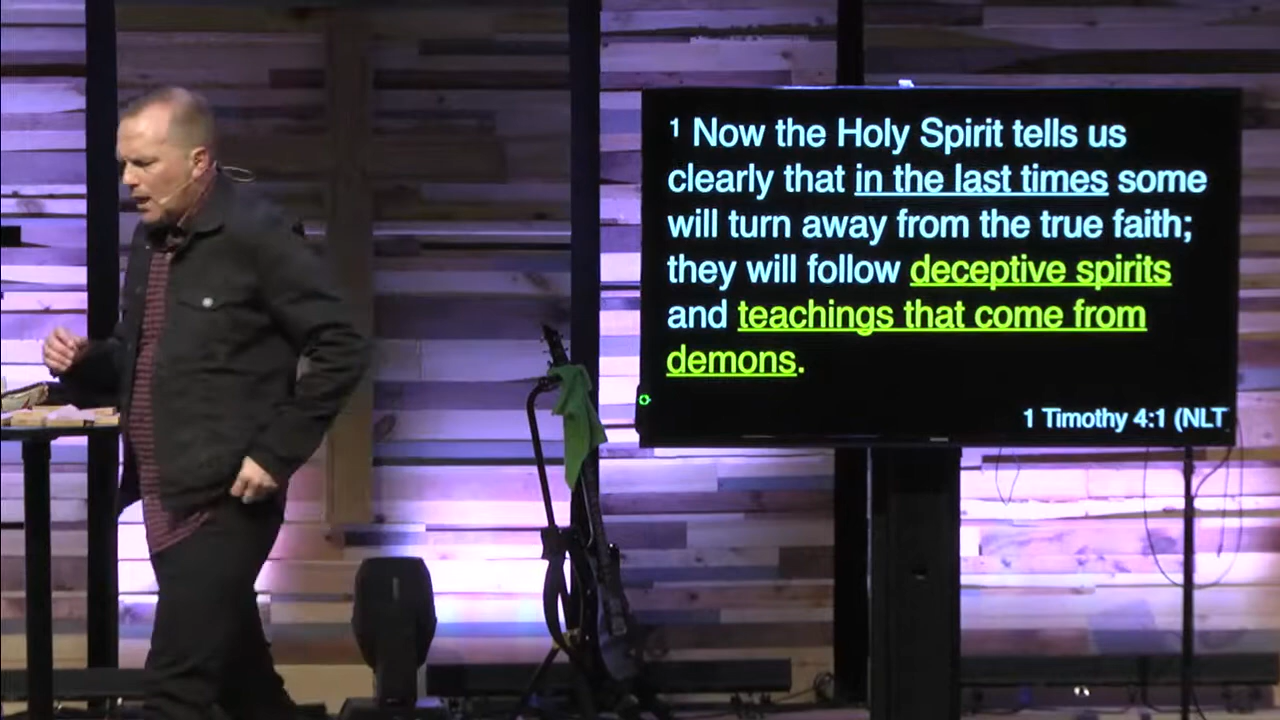 ¹ Now the Holy Spirit tells us
clearly that in the last times some
will turn away from the true faith;
they will follow deceptive spirits
and teachings that come from
demons.
1 Timothy 4:1 (NLT